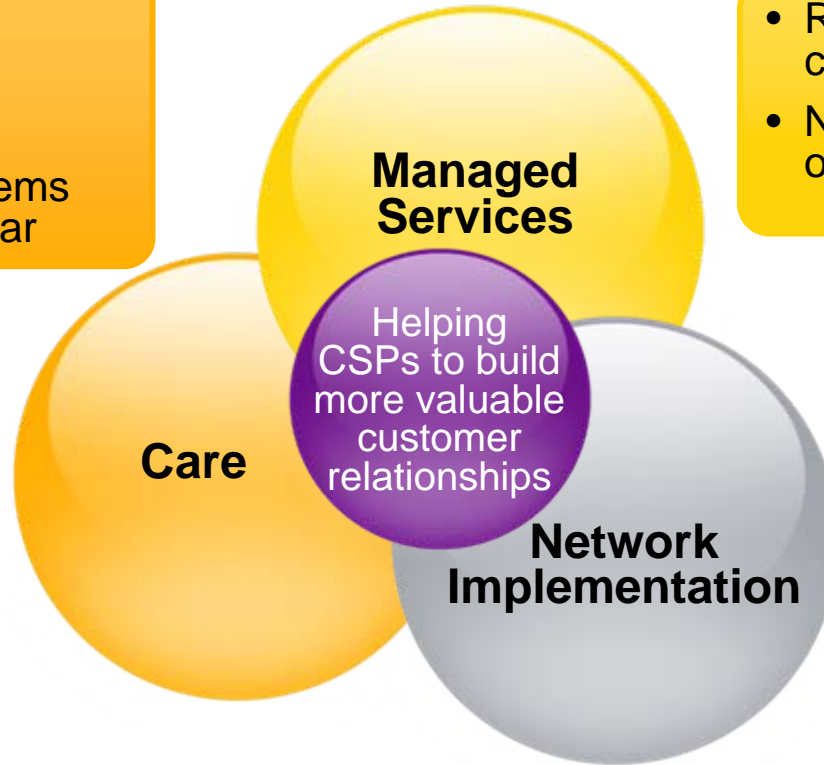 Managed
Services
Helping
CSPs to build
more valuable
customer
relationships
Care
Network
Implementation